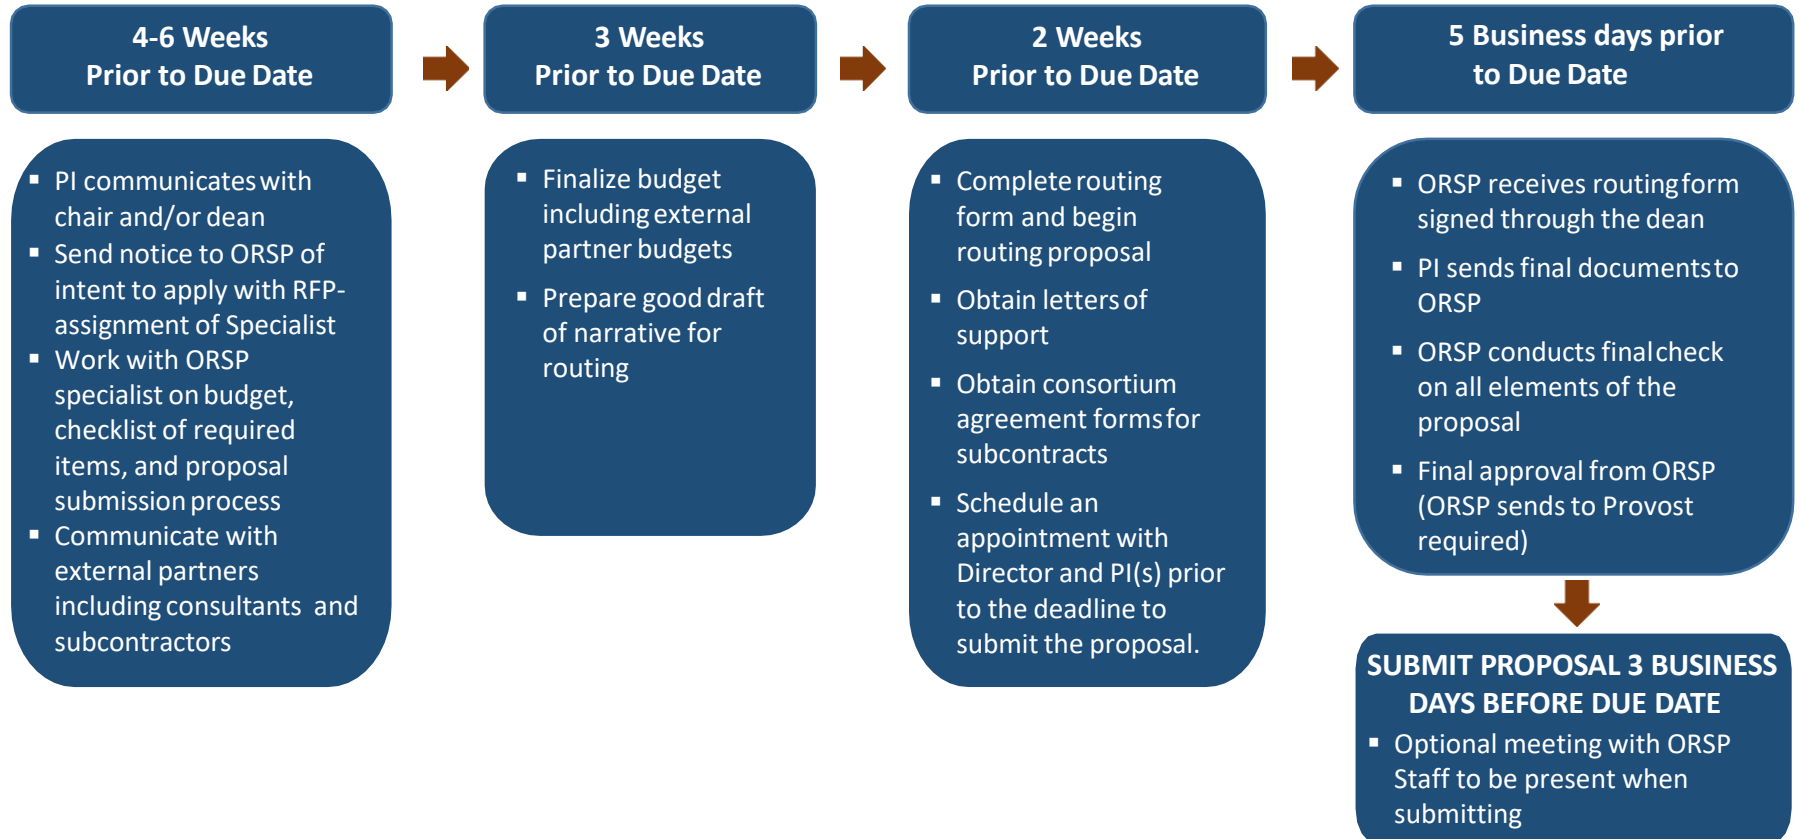 4-6 Weeks
Prior to Due Date
▪ PI communicates with
chair and/or dean
▪ Send notice to ORSP of
intent to apply with RFP-
assignment of Specialist
▪ Work with ORSP
specialist on budget,
checklist of required
items, and proposal
submission process
▪ Communicate with
external partners
including consultants and
subcontractors
3 Weeks
Prior to Due Date
▪ Finalize budget
including external
partner budgets
▪ Prepare good draft
of narrative for
routing
2 Weeks
Prior to Due Date
▪ Complete routing
form and begin
routing proposal
▪ Obtain letters of
support
▪ Obtain consortium
agreement forms for
subcontracts
▪ Schedule an
appointment with
Director and PI(s) prior
to the deadline to
submit the proposal.
5 Business days prior
to Due Date
▪ ORSP receives routing form
signed through the dean
▪ PI sends final documents to
ORSP
▪ ORSP conducts final check
on all elements of the
proposal
▪ Final approval from ORSP
(ORSP sends to Provost
required)
SUBMIT PROPOSAL 3 BUSINESS
DAYS BEFORE DUE DATE
▪ Optional meeting with ORSP
Staff to be present when
submitting